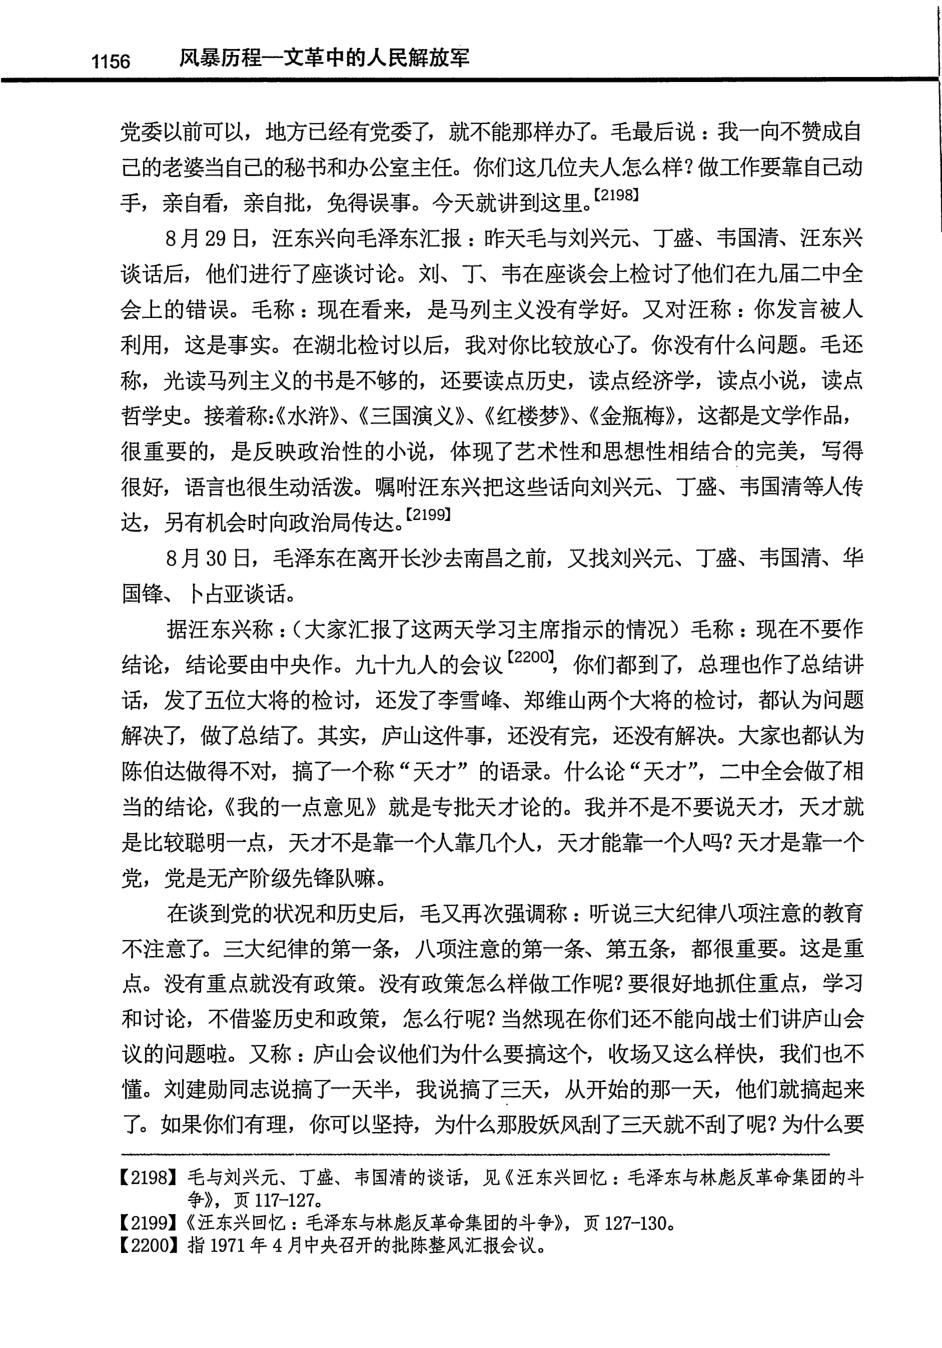 1156 风暴历程—文革中的人民解放军
党委以前可以，地方已经有党委了，就不能那样办了。毛最后说：我一向不赞成自
己的老婆当自己的秘书和办公室主任。你们这几位夫人怎么样？做工作要靠自己动
手，亲自看，亲自批，免得误事。今天就讲到这里。【2198】
8月29日，汪东兴向毛泽东汇报：昨天毛与刘兴元、丁盛、韦国清、汪东兴
谈话后，他们进行了座谈讨论。刘、丁、韦在座谈会上检讨了他们在九届二中全
会上的错误。毛称：现在看来，是马列主义没有学好。又对汪称：你发言被人
利用，这是事实。在湖北检讨以后，我对你比较放心了。你没有什么问题。毛还
称，光读马列主义的书是不够的，还要读点历史，读点经济学，读点小说，读点
哲学史。接着称：《水浒》、《三国演义》、《红楼梦》、《金瓶梅》，这都是文学作品，
很重要的，是反映政治性的小说，体现了艺术性和思想性相结合的完美，写得
很好，语言也很生动活泼。嘱咐汪东兴把这些话向刘兴元、丁盛、韦国清等人传
达，另有机会时向政治局传达。【2199】
8月30日，毛泽东在离开长沙去南昌之前，又找刘兴元、丁盛、韦国清、华
国锋、卜占亚谈话。
据汪东兴称：（大家汇报了这两天学习主席指示的情况）毛称：现在不要作
结论，结论要由中央作。九十九人的会议【2200】，你们都到了，总理也作了总结讲
话，发了五位大将的检讨，还发了李雪峰、郑维山两个大将的检讨，都认为问题
解决了，做了总结了。其实，庐山这件事，还没有完，还没有解决。大家也都认为
陈伯达做得不对，搞了一个称“天才”的语录。什么论“天才”，二中全会做了相
当的结论，《我的一点意见》就是专批天才论的。我并不是不要说天才，天才就
是比较聪明一点，天才不是靠一个人靠几个人，天才能靠一个人吗？天才是靠一个
党，党是无产阶级先锋队嘛。
在谈到党的状况和历史后，毛又再次强调称：听说三大纪律八项注意的教育
不注意了。三大纪律的第一条，八项注意的第一条、第五条，都很重要。这是重
点。没有重点就没有政策。没有政策怎么样做工作呢？要很好地抓住重点，学习
和讨论，不借鉴历史和政策，怎么行呢？当然现在你们还不能向战士们讲庐山会
议的问题啦。又称：庐山会议他们为什么要搞这个，收场又这么样快，我们也不
懂。刘建勋同志说搞了一天半，我说搞了三天，从开始的那一天，他们就搞起来
了。如果你们有理，你可以坚持，为什么那股妖风刮了三天就不刮了呢？为什么要
【2198】毛与刘兴元、丁盛、韦国清的谈话，见《汪东兴回忆：毛泽东与林彪反革命集团的斗
争》，页117-127。
【2199】《汪东兴回忆：毛泽东与林彪反革命集团的斗争》，页127-130。
【2200】指1971年4月中央召开的批陈整风汇报会议。